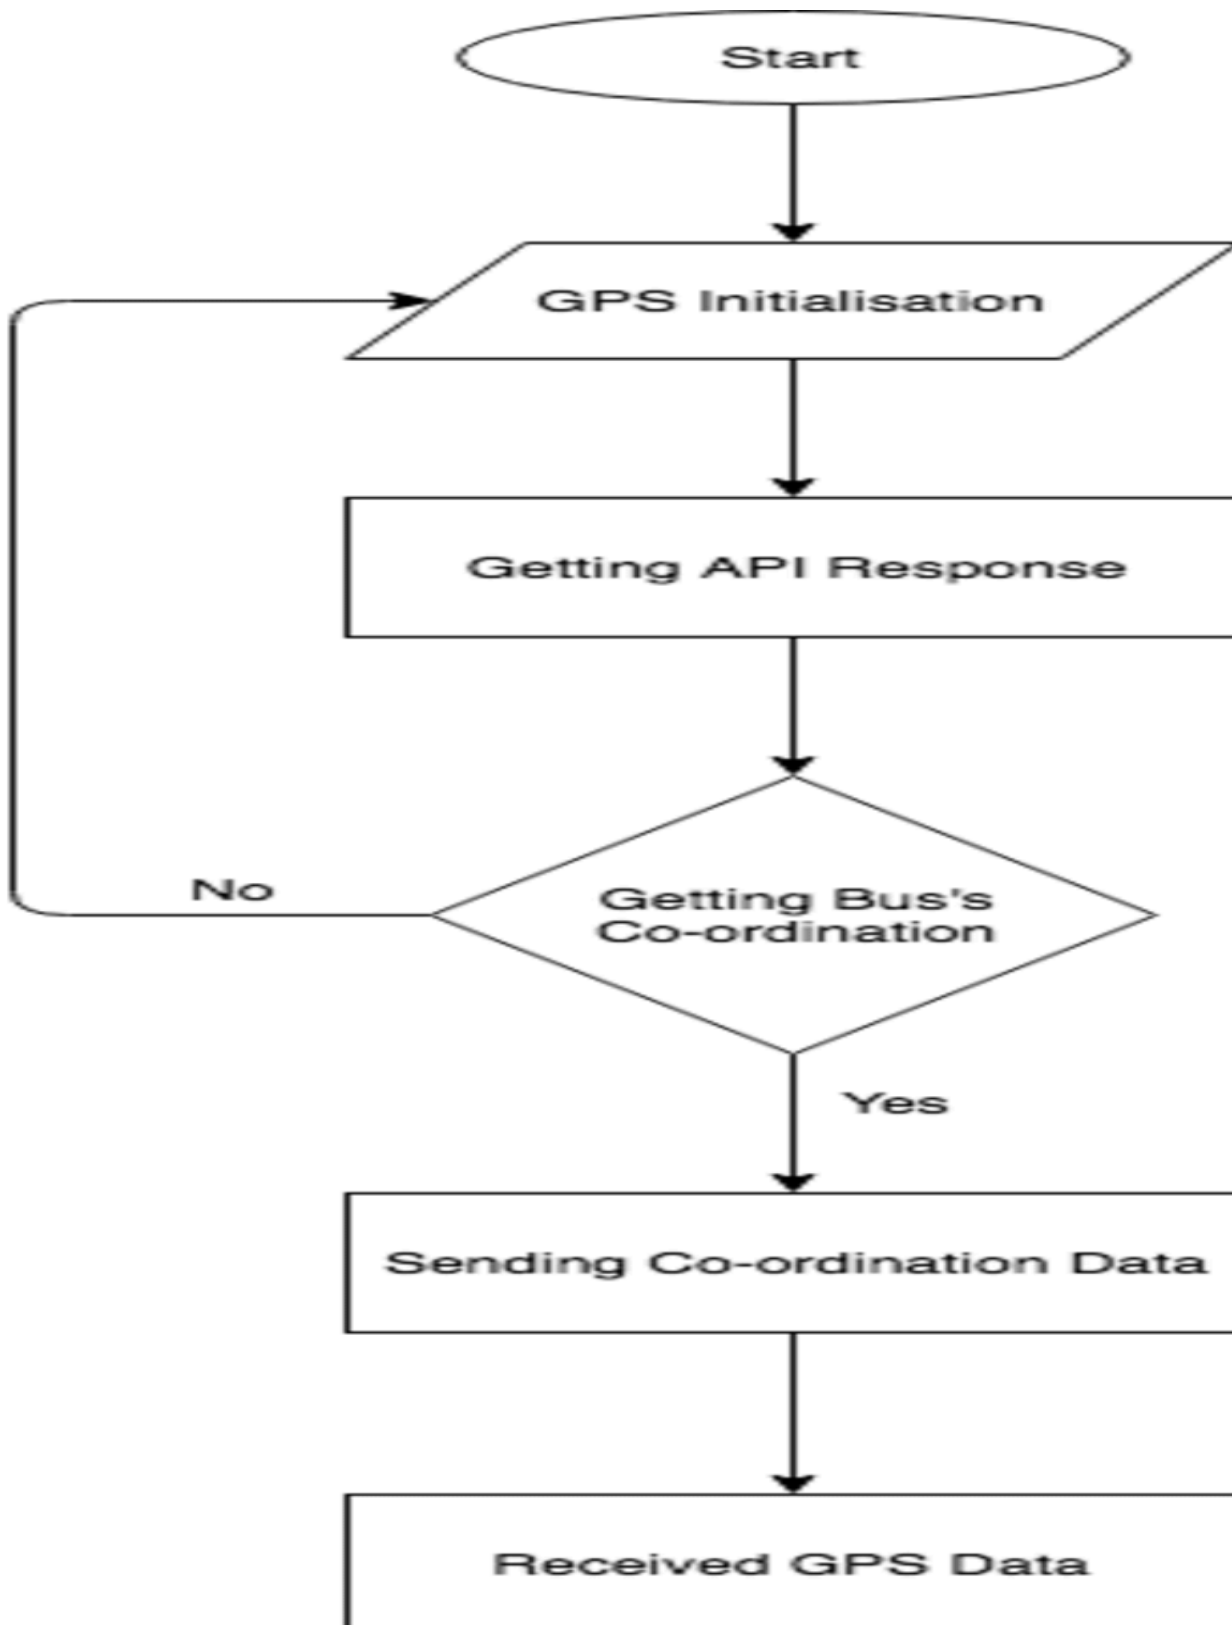 Start
GPS Initialisation
Getting API Response
No
Getting Bus's
Co-ordination
Yes
Sending Co-ordination Data
Received GPS Data